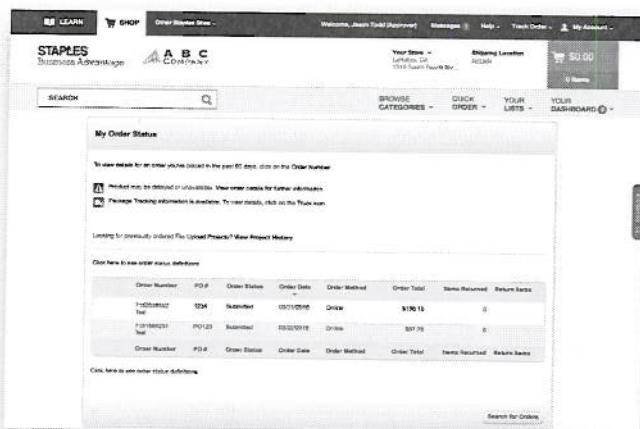 LEARN SHOP Other Staples Sites Welcome, Jason Todd (Approver) Messages Help Track Order My Account
STAPLES
Business Advantage
A B C
COMPANY
Your Store
Shipping Location
$0.00
0 Items
SEARCH
BROWSE CATEGORIES
QUICK ORDER
YOUR LISTS
YOUR DASHBOARD
My Order Status
To view details for an order you've placed in the past 60 days, click on the Order Number
Product may be delayed or unavailable. View order details for further information
Package Tracking information is available. To view details, click on the Truck icon
Looking for previously ordered File Upload Projects? View Project History
Click here to see order status definitions
Order Number PO # Order Status Order Date Order Method Order Total Items Returned Return Items
1234 Submitted Online 0
Test
PO123 Submitted Online 0
Test
Order Number PO # Order Status Order Date Order Method Order Total Items Returned Return Items
Click here to see order status definitions
Search for Orders